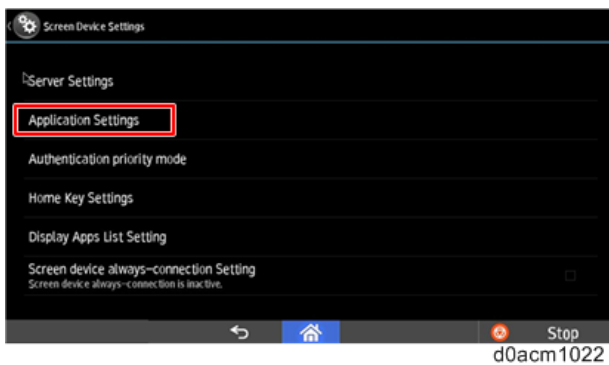 Screen Device Settings
Server Settings
Application Settings
Authentication priority mode
Home Key Settings
Display Apps List Setting
Screen device always-connection Setting
Screen device always-connection is inactive.
Stop
d0acm1022